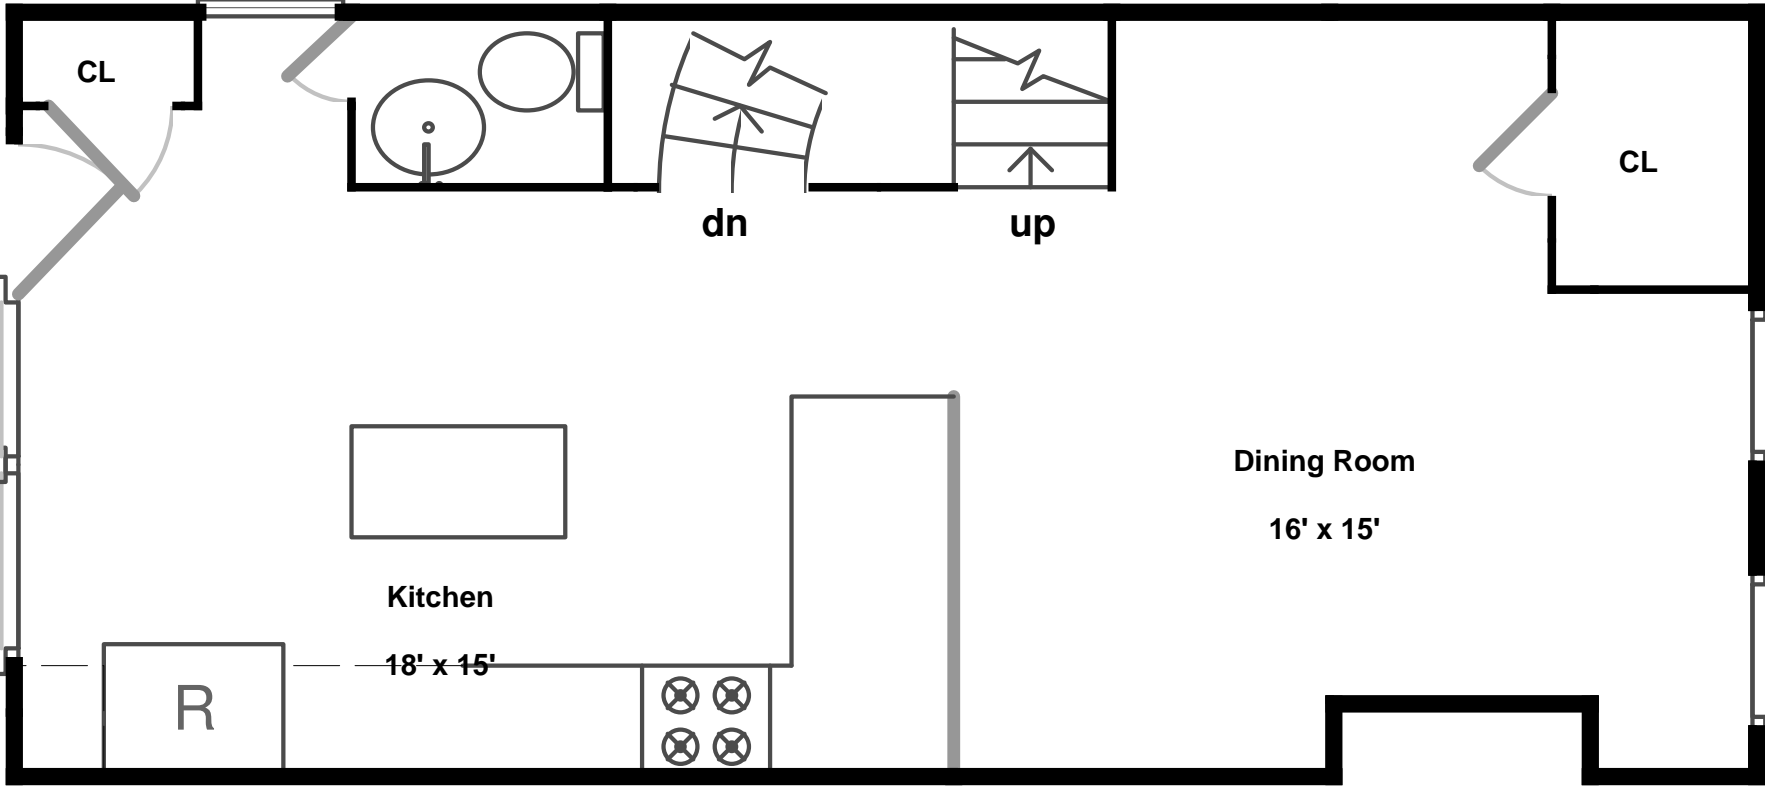 CL
CL
dn
up
Dining Room
16' x 15'
Kitchen
18' x 15'
R